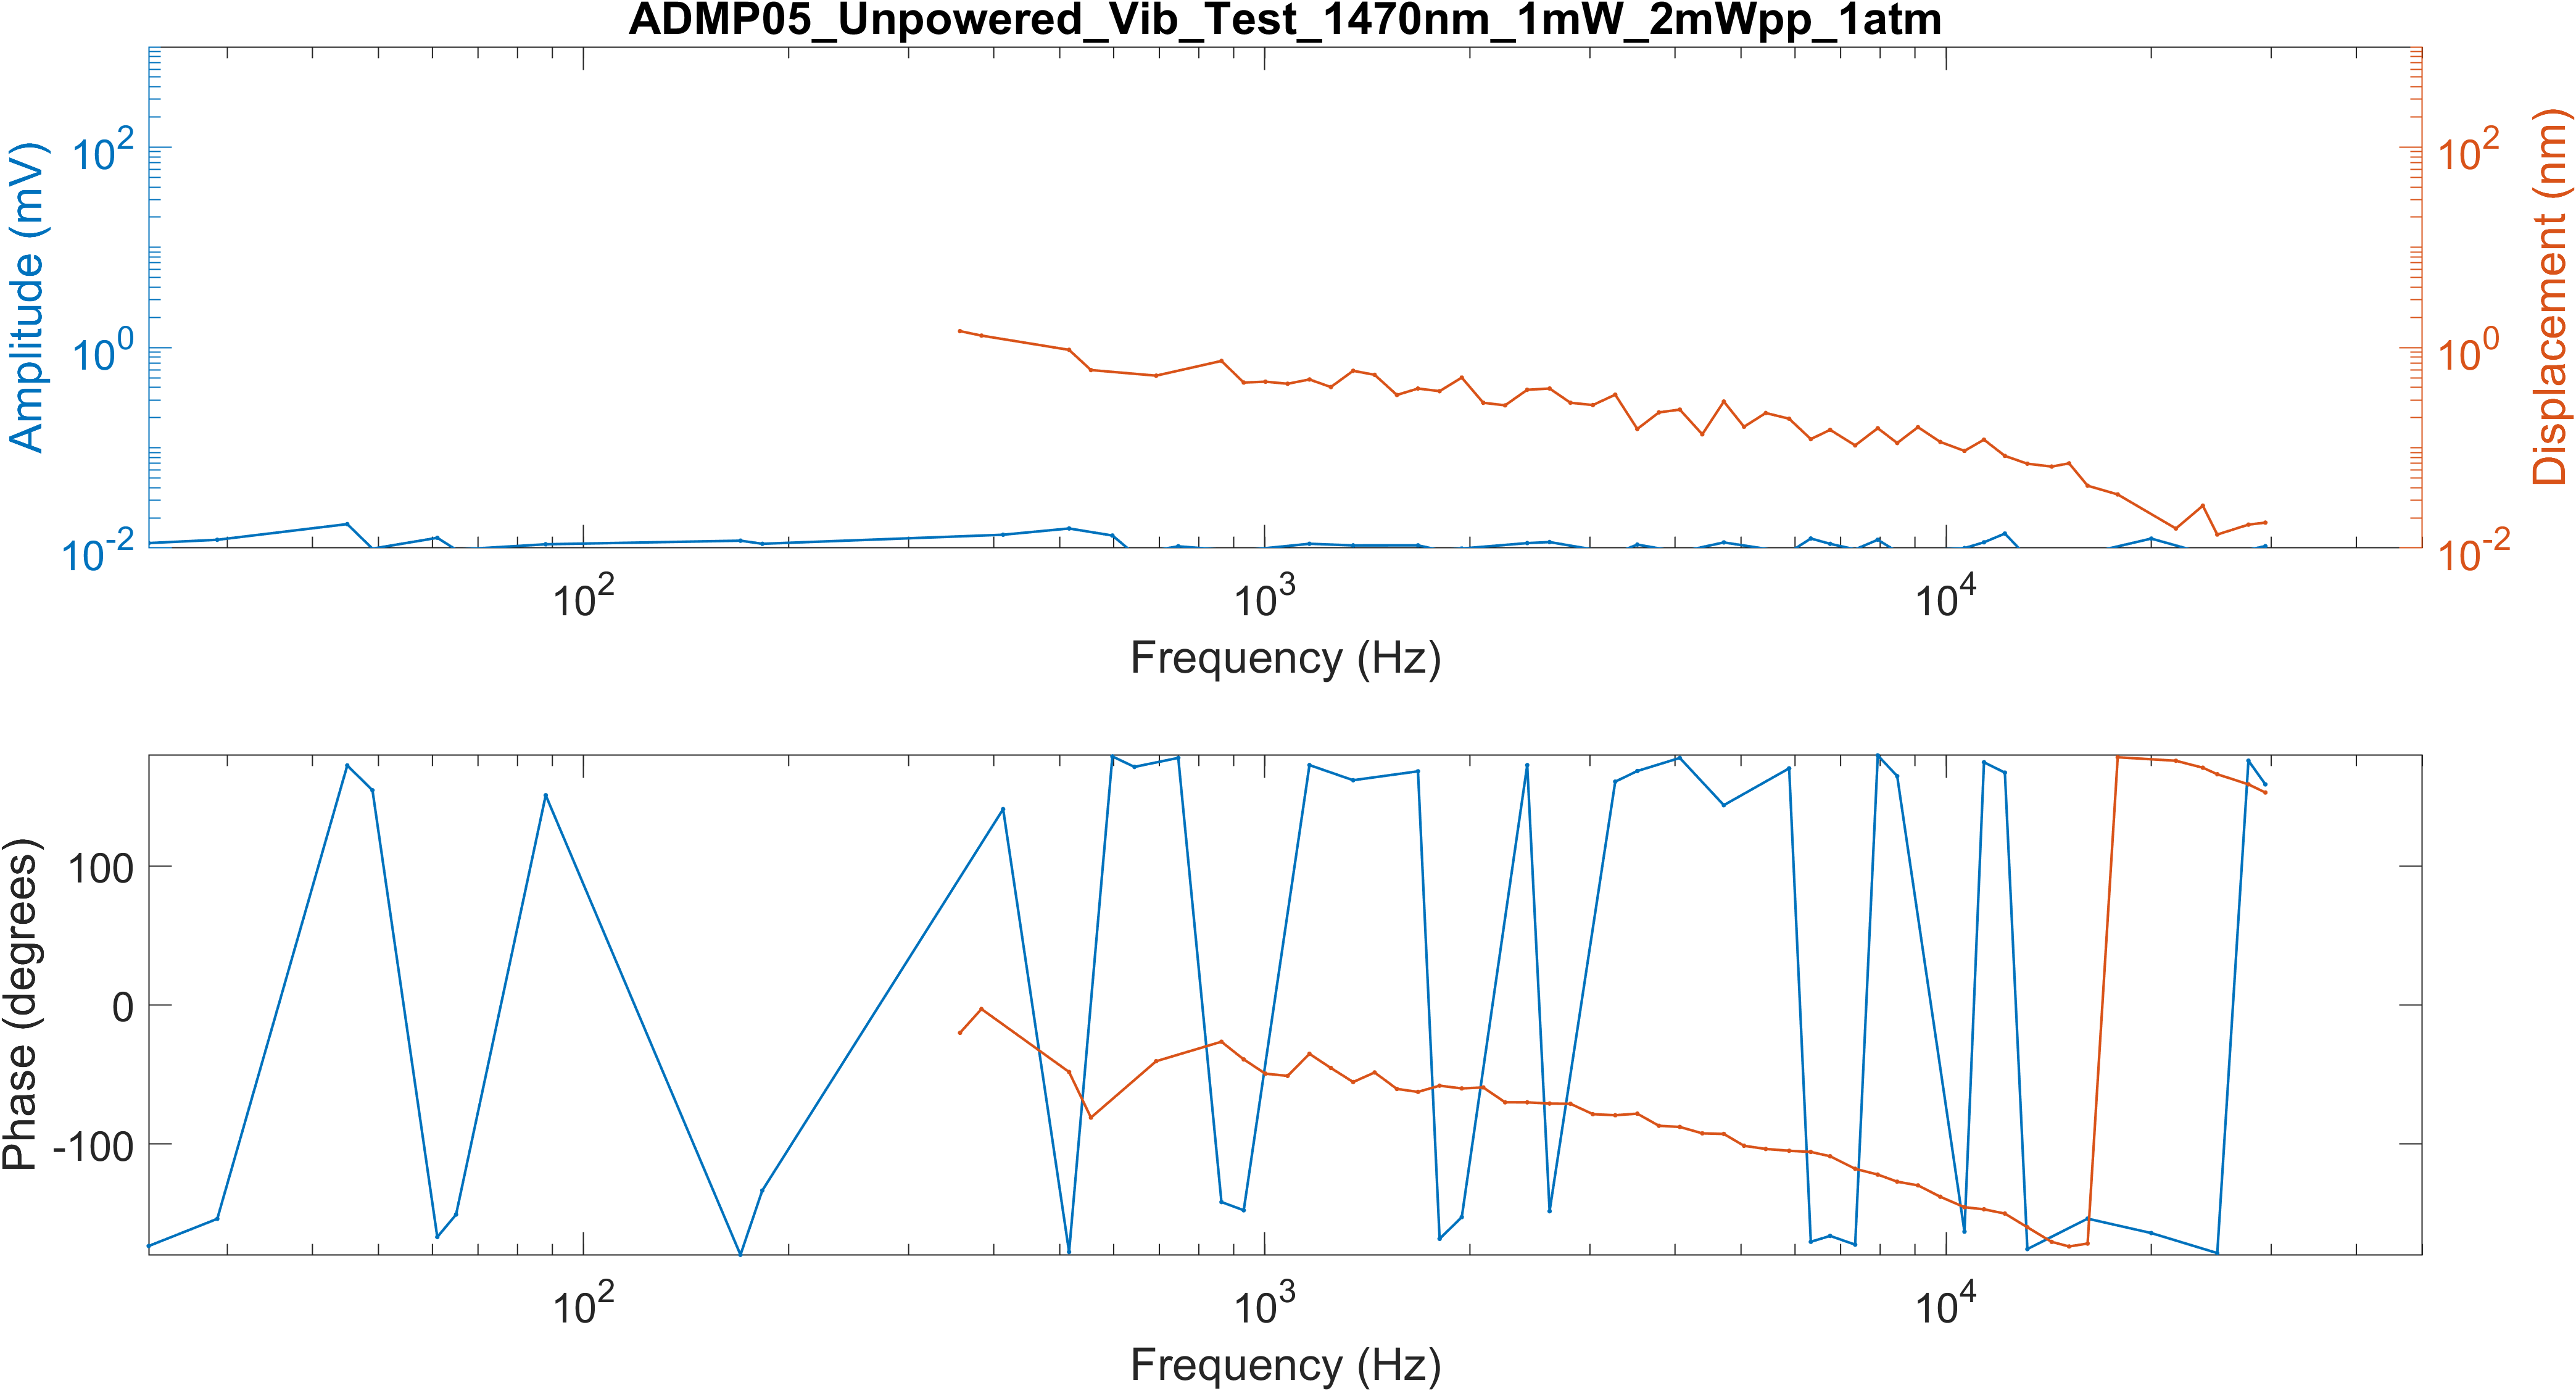 ADMP05_Unpowered_Vib_Test_1470nm_1mW_2mWpp_1atm
Amplitude (mV)
10^2
10^0
10^-2
Displacement (nm)
10^2
10^0
10^-2
10^2 10^3 10^4
Frequency (Hz)
Phase (degrees)
100
0
-100
10^2 10^3 10^4
Frequency (Hz)